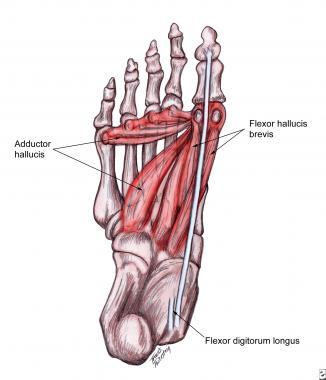 Flexor hallucis
brevis
Adductor
hallucis
Flexor digitorum longus